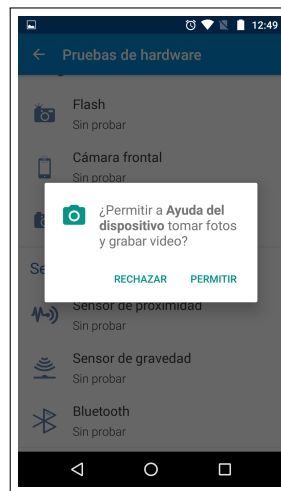 12:49
Pruebas de hardware
Flash
Sin probar
Cámara frontal
Sin probar
¿Permitir a Ayuda del
dispositivo tomar fotos
y grabar video?
RECHAZAR PERMITIR
Se
Sensor de proximidad
Sin probar
Sensor de gravedad
Sin probar
Bluetooth
Sin probar